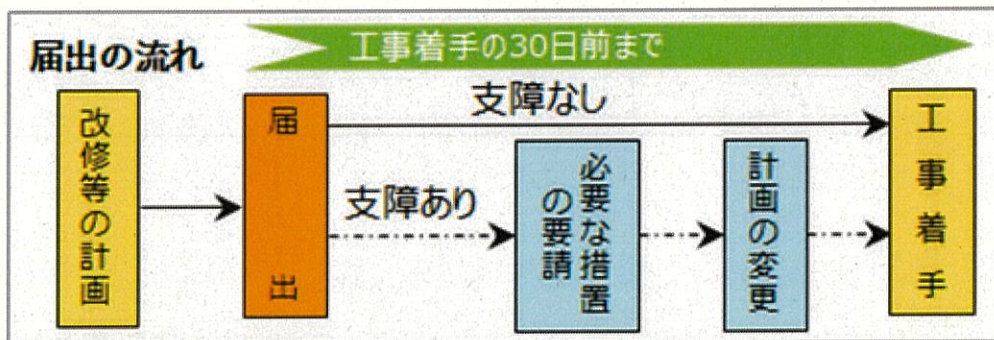 届出の流れ
工事着手の30日前まで
改修等の計画
届出
支障なし
支障あり
必要な措置
の要請
計画の変更
工事着手